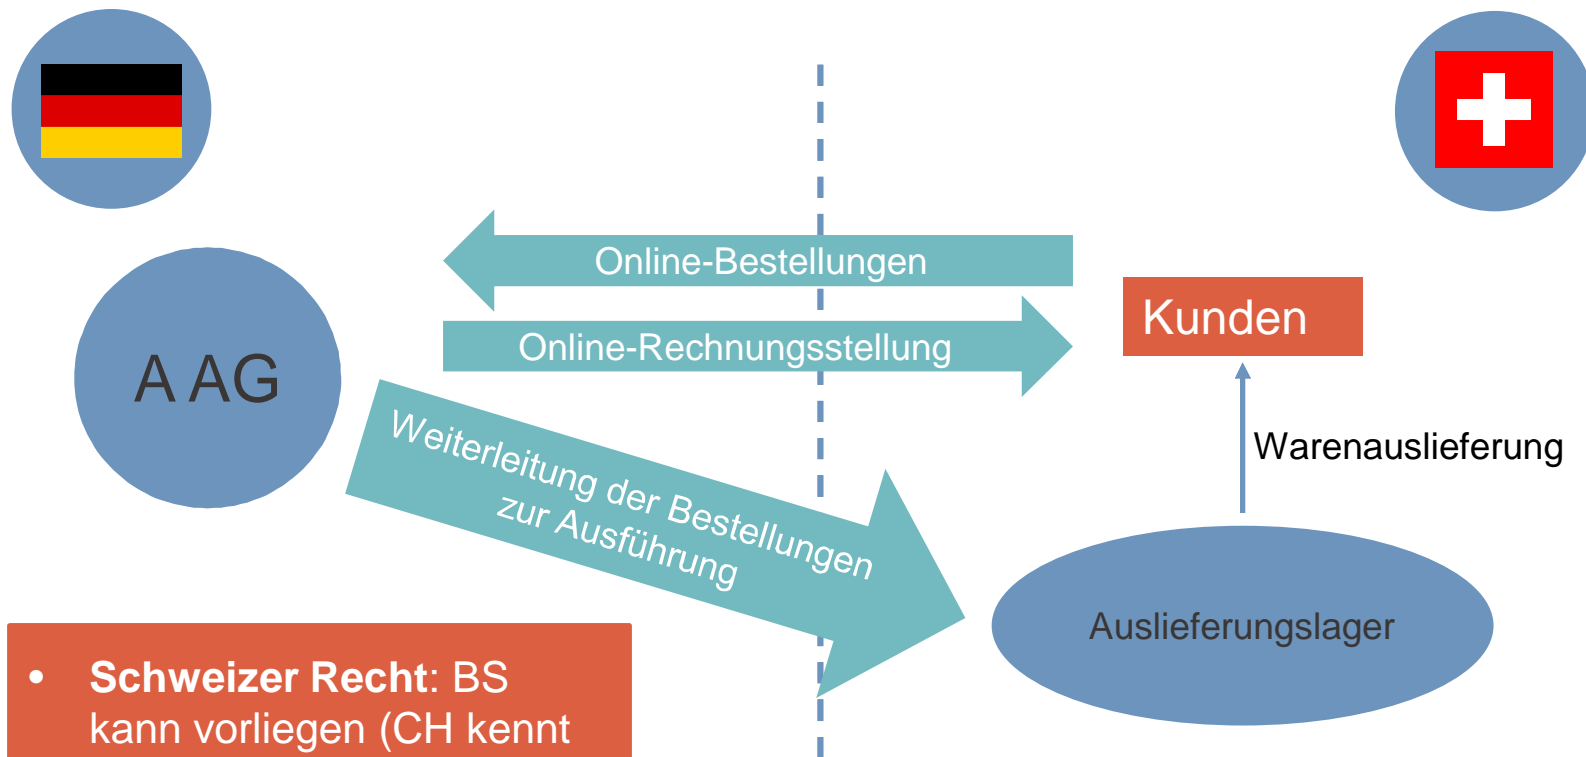 Online-Bestellungen
Online-Rechnungsstellung
Kunden
A AG
Weiterleitung der Bestellungen
zur Ausführung
Warenauslieferung
Auslieferungslager
• Schweizer Recht: BS
kann vorliegen (CH kennt